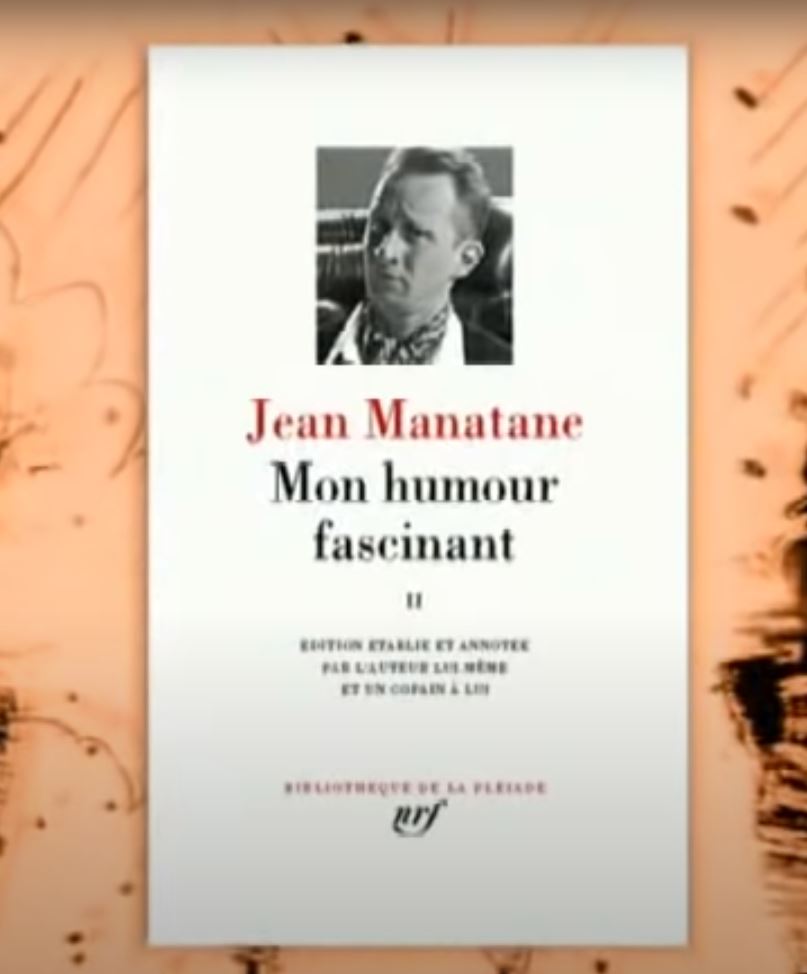 Jean Manatane
Mon humour
fascinant
II
EDITION ETABLIE ET ANNOTEE
PAR L'AUTEUR LUI-MÊME
ET UN COPAIN À LUI
BIBLIOTHEQUE DE LA PLÉIADE
nrf